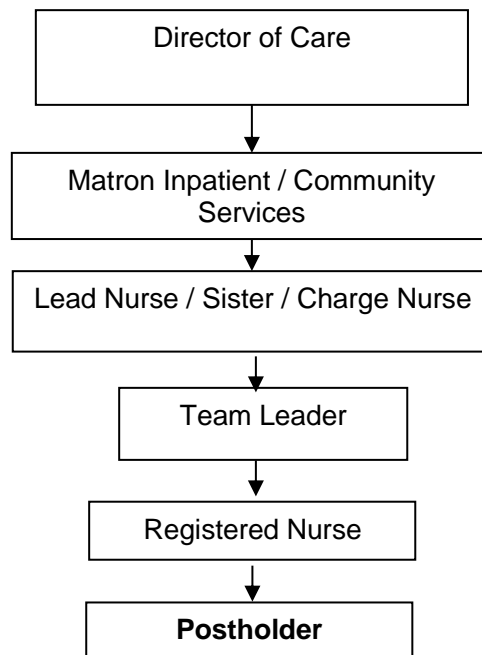 Director of Care
Matron Inpatient / Community
Services
Lead Nurse / Sister / Charge Nurse
Team Leader
Registered Nurse
Postholder